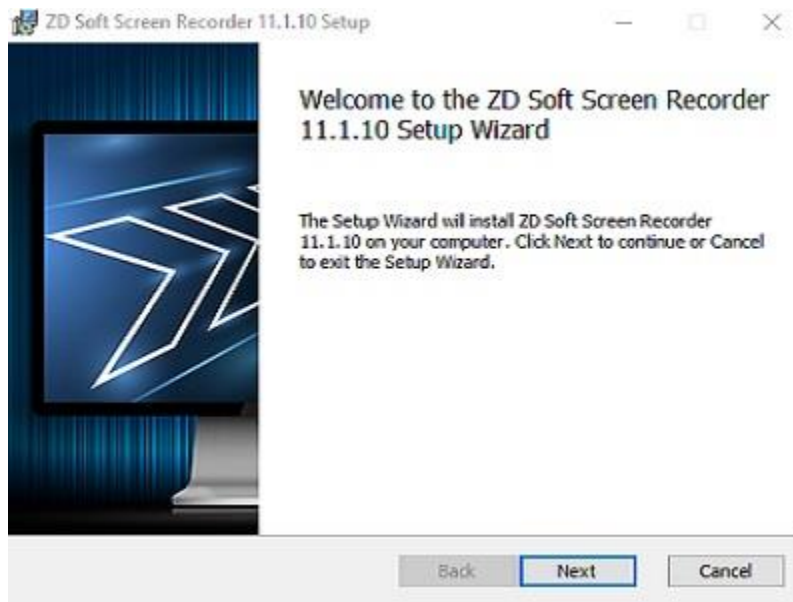 ZD Soft Screen Recorder 11.1.10 Setup
Welcome to the ZD Soft Screen Recorder
11.1.10 Setup Wizard
The Setup Wizard will install ZD Soft Screen Recorder
11.1.10 on your computer. Click Next to continue or Cancel
to exit the Setup Wizard.
Back
Next
Cancel